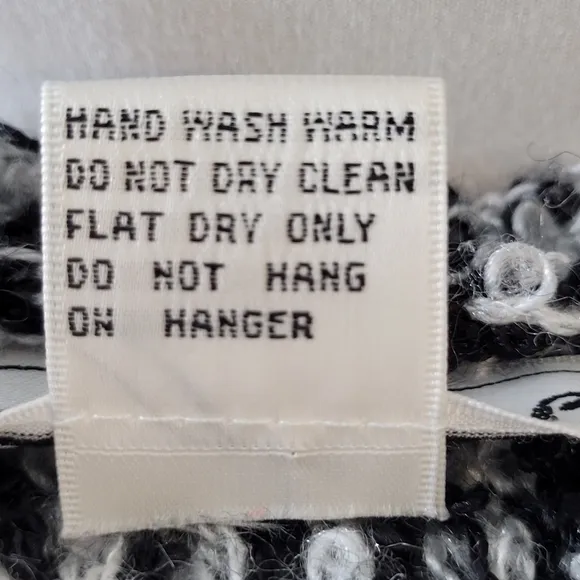 HAND WASH WARM
DO NOT DRY CLEAN
FLAT DRY ONLY
DO NOT HANG
ON HANGER